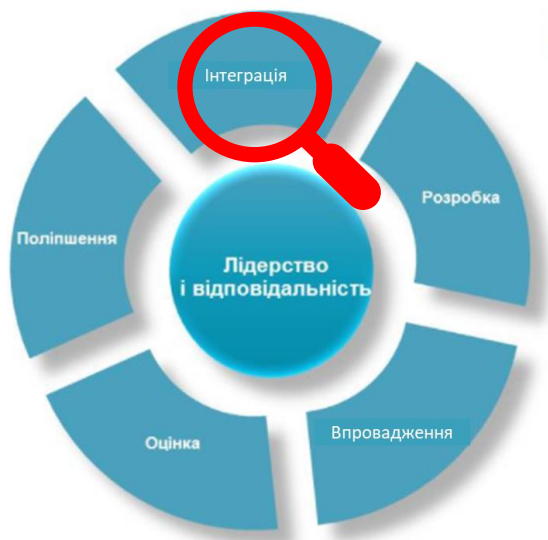 Інтеграція
Розробка
Впровадження
Оцінка
Поліпшення
Лідерство
і відповідальність